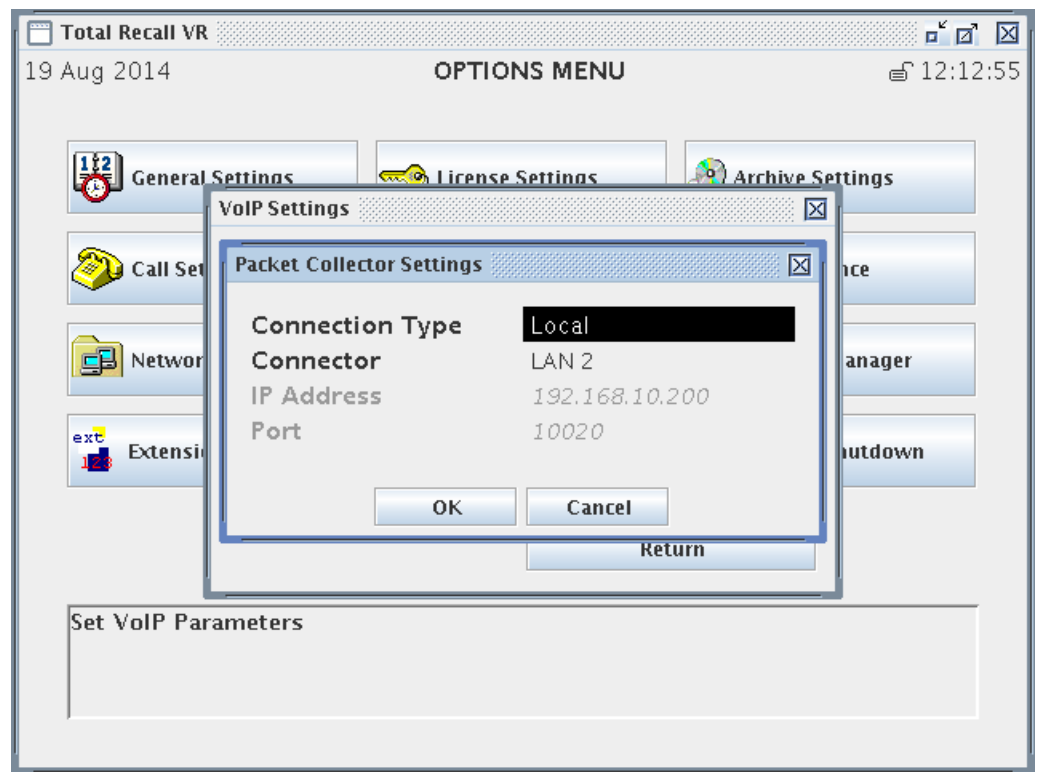 Total Recall VR
19 Aug 2014 OPTIONS MENU 12:12:55
General Settings License Settings Archive Settings
VoIP Settings
Call Set
Packet Collector Settings
nce
Connection Type Local
Networ Connector LAN 2 anager
IP Address 192.168.10.200
Port 10020
ext
123 Extensi utdown
OK Cancel
Return
Set VoIP Parameters